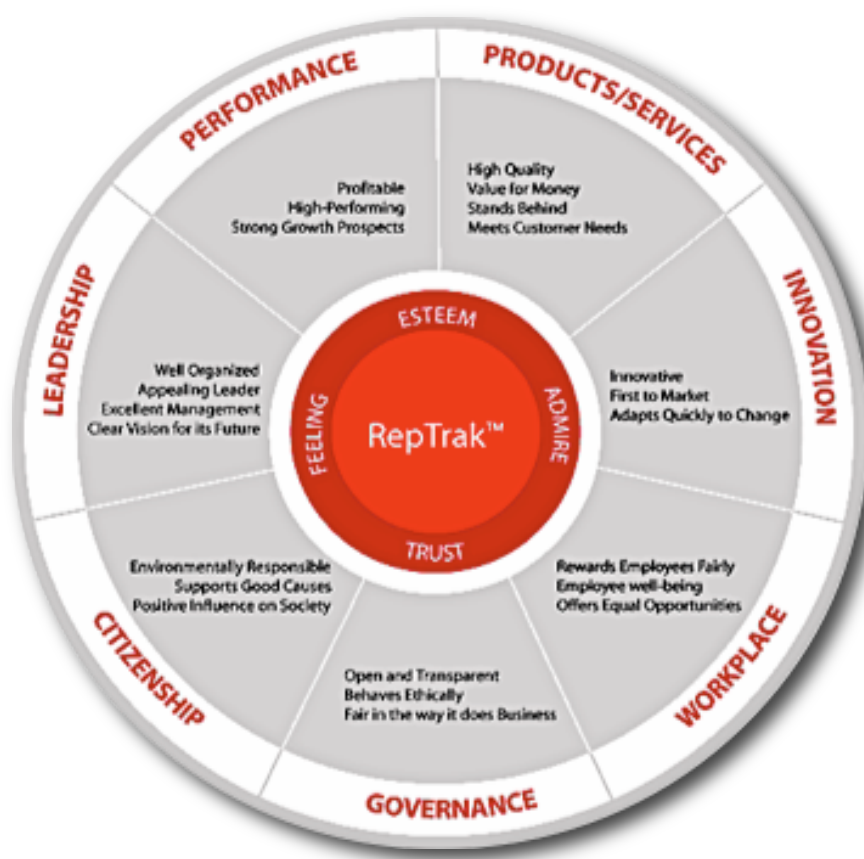 PERFORMANCE
Profitable
High-Performing
Strong Growth Prospects
PRODUCTS/SERVICES
High Quality
Value for Money
Stands Behind
Meets Customer Needs
INNOVATION
Innovative
First to Market
Adapts Quickly to Change
WORKPLACE
Rewards Employees Fairly
Employee well-being
Offers Equal Opportunities
GOVERNANCE
Open and Transparent
Behaves Ethically
Fair in the way it does Business
CITIZENSHIP
Environmentally Responsible
Supports Good Causes
Positive Influence on Society
LEADERSHIP
Well Organized
Appealing Leader
Excellent Management
Clear Vision for its Future
ESTEEM
ADMIRE
TRUST
FEELING
RepTrak™